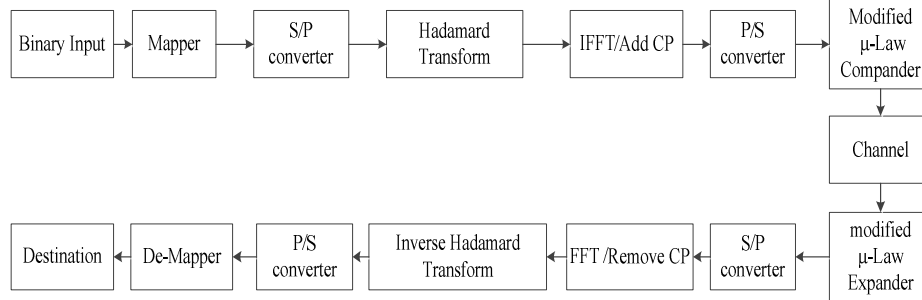 Binary Input
Mapper
S/P
converter
Hadamard
Transform
IFFT/Add CP
P/S
converter
Modified
μ-Law
Compander
Channel
modified
μ-Law
Expander
S/P
converter
FFT /Remove CP
Inverse Hadamard
Transform
P/S
converter
De-Mapper
Destination